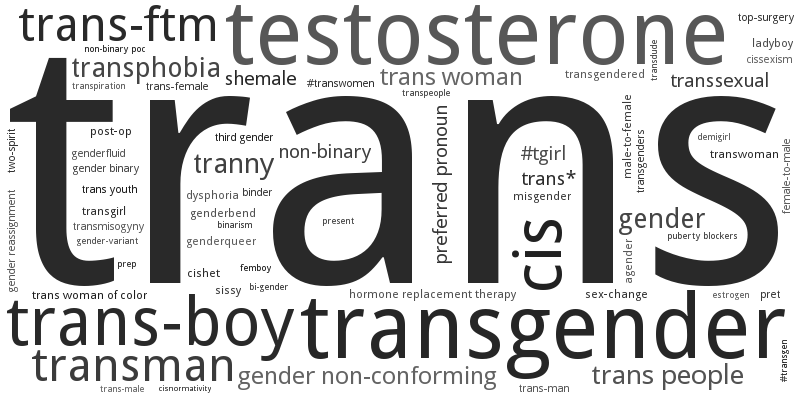 trans-ftm
testosterone
top-surgery
non-binary poc
transphobia
transdude
ladyboy
cissexism
shemale
#transwomen
trans woman
transgendered
transsexual
transpiration
trans-female
transpeople
trans
two-spirit
post-op
third gender
non-binary
preferred pronoun
#tgirl
male-to-female
transgenders
demigirl
transwoman
female-to-male
genderfluid
gender binary
tranny
trans*
trans youth
dysphoria
binder
misgender
gender reassignment
transgirl
genderbend
binarism
present
cis
gender
transmisogyny
gender-variant
genderqueer
agender
puberty blockers
prep
cishet
femboy
sissy
bi-gender
trans woman of color
hormone replacement therapy
sex-change
estrogen
pret
trans-boy
transgender
#transgen
transman
gender non-conforming
trans people
trans-male
cisnormativity
trans-man